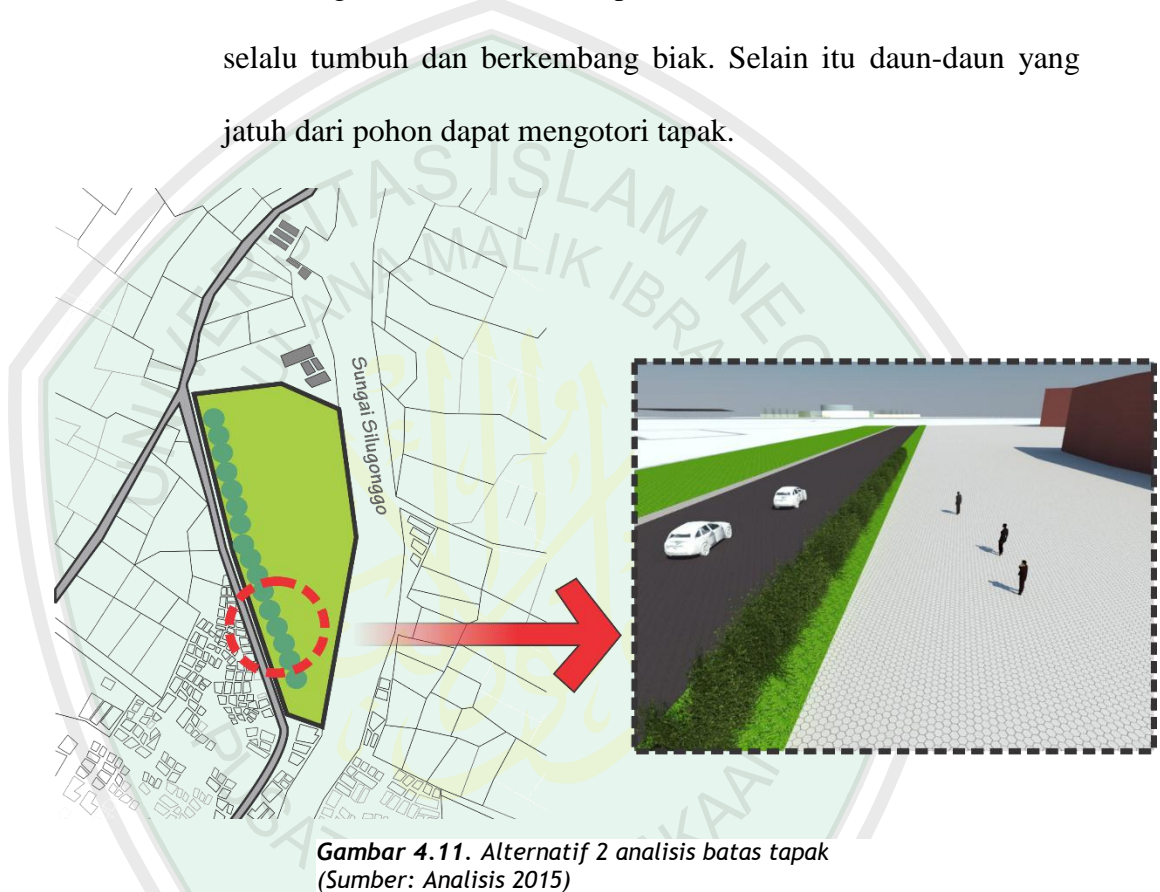 selalu tumbuh dan berkembang biak. Selain itu daun-daun yang
jatuh dari pohon dapat mengotori tapak.
Sungai Silugonggo
Gambar 4.11. Alternatif 2 analisis batas tapak
(Sumber: Analisis 2015)